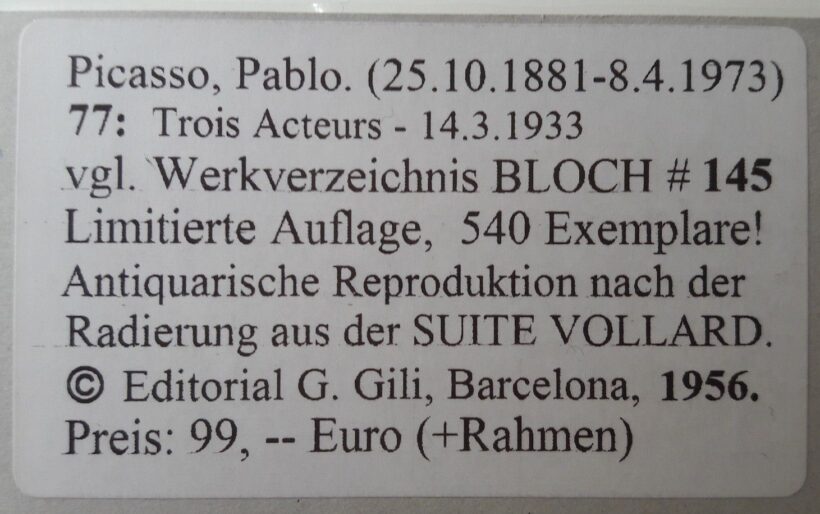 Picasso, Pablo. (25.10.1881-8.4.1973)
77: Trois Acteurs - 14.3.1933
vgl. Werkverzeichnis BLOCH # 145
Limitierte Auflage, 540 Exemplare!
Antiquarische Reproduktion nach der
Radierung aus der SUITE VOLLARD.
© Editorial G. Gili, Barcelona, 1956.
Preis: 99, -- Euro (+Rahmen)